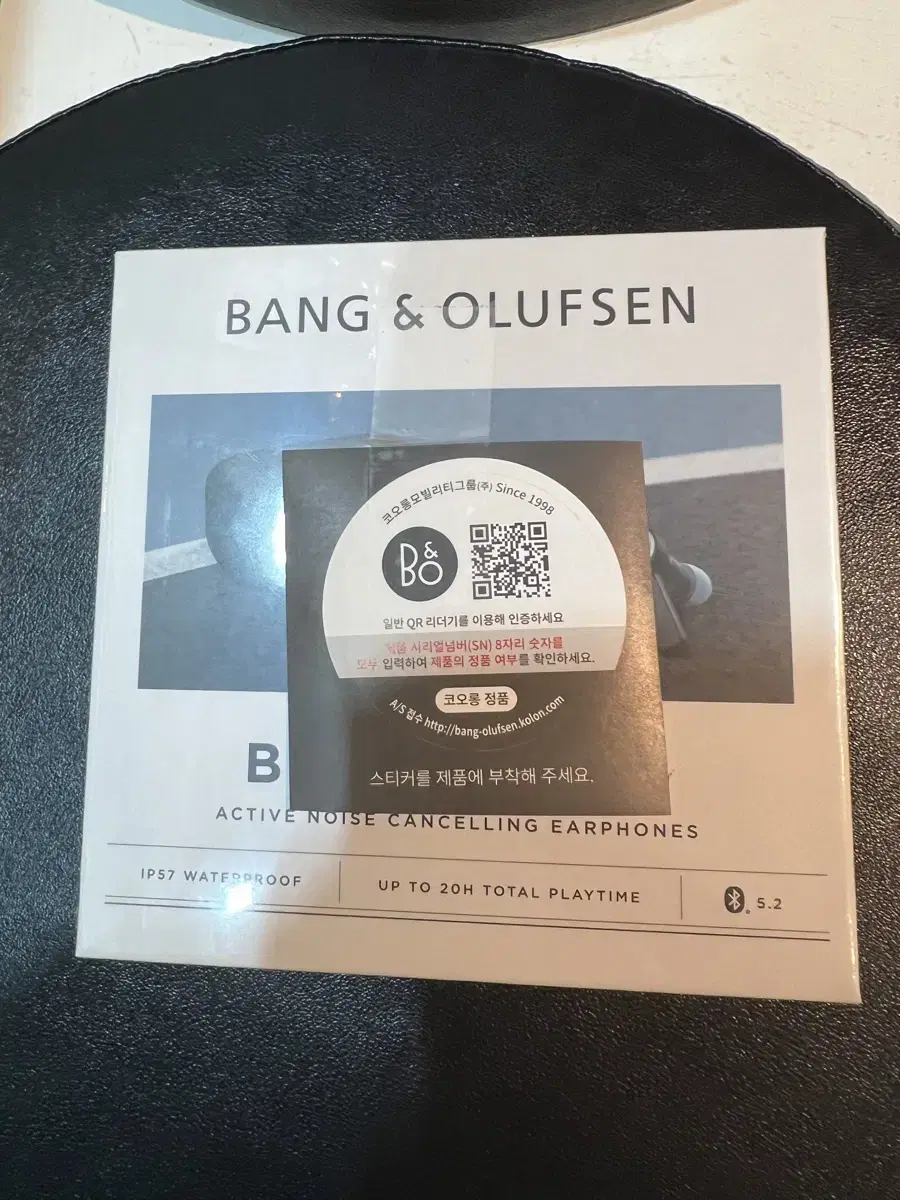 BANG & OLUFSEN
코오롱모빌리티그룹(주) Since 1998
B&O
일반 QR 리더기를 이용해 인증하세요
시리얼넘버(SN) 8자리 숫자를
모두 입력하여 제품의 정품 여부를 확인하세요.
코오롱 정품
A/S 접수 http://bang-olufsen.kolon.com
스티커를 제품에 부착해 주세요.
ACTIVE NOISE CANCELLING EARPHONES
IP57 WATERPROOF
UP TO 20H TOTAL PLAYTIME
5.2